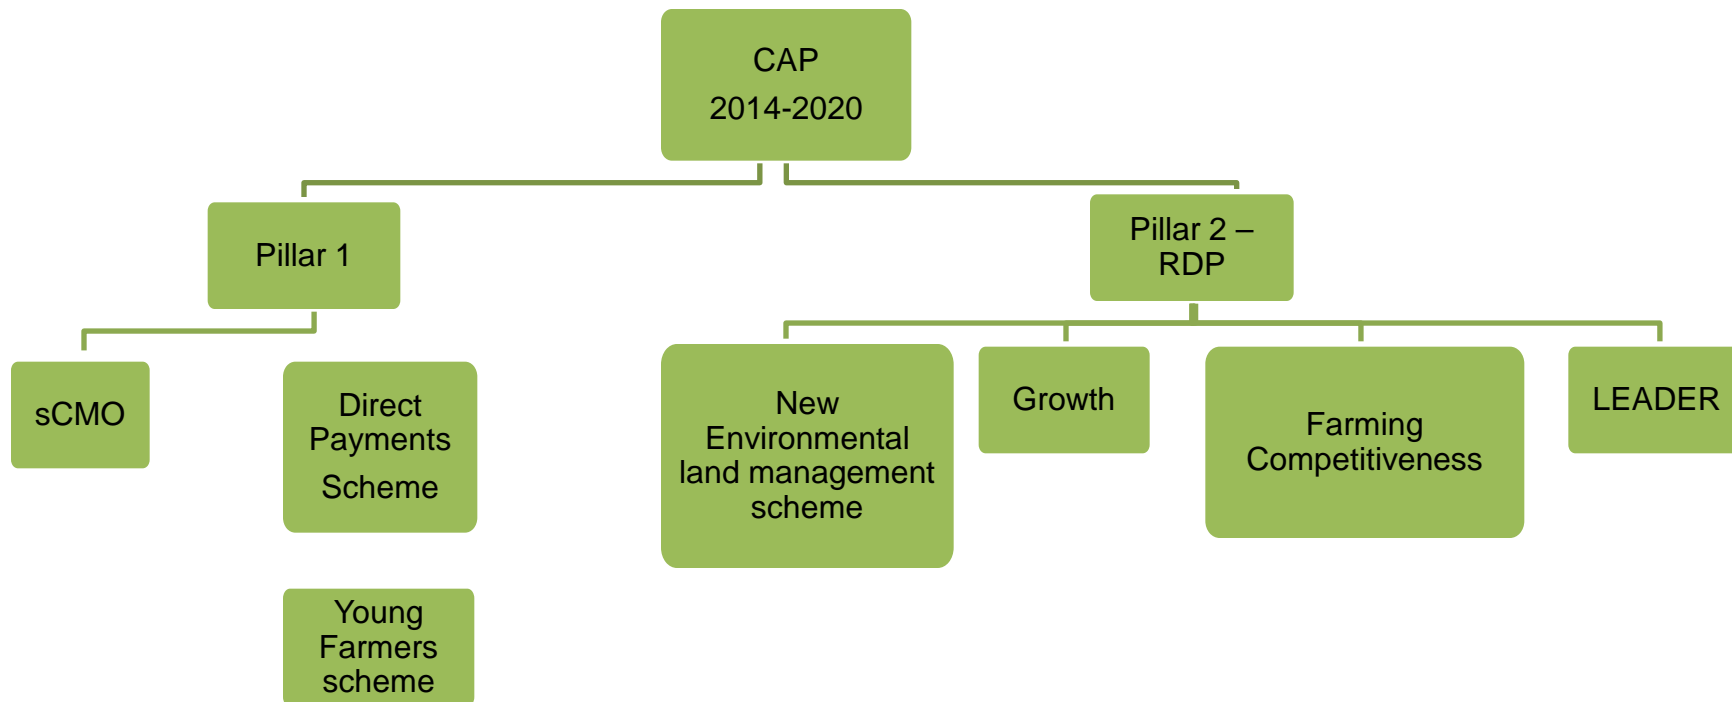 CAP
2014-2020
Pillar 1
Pillar 2 –
RDP
sCMO
Direct
Payments
Scheme
New
Environmental
land management
scheme
Growth
Farming
Competitiveness
LEADER
Young
Farmers
scheme